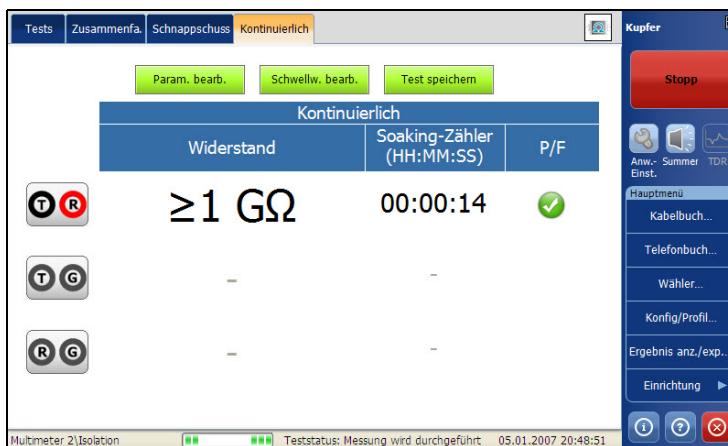 Tests Zusammenfa. Schnappschuss Kontinuierlich
Param. bearb. Schwellw. bearb. Test speichern
Kontinuierlich
Widerstand Soaking-Zähler (HH:MM:SS) P/F
T R ≥1 GΩ 00:00:14
T G - -
R G - -
Multimeter 2\Isolation Teststatus: Messung wird durchgeführt 05.01.2007 20:48:51
Kupfer
Stopp
Anw.-Einst. Summer TDR
Hauptmenü
Kabelbuch...
Telefonbuch...
Wähler...
Konfig/Profil...
Ergebnis anz./exp...
Einrichtung
i ?